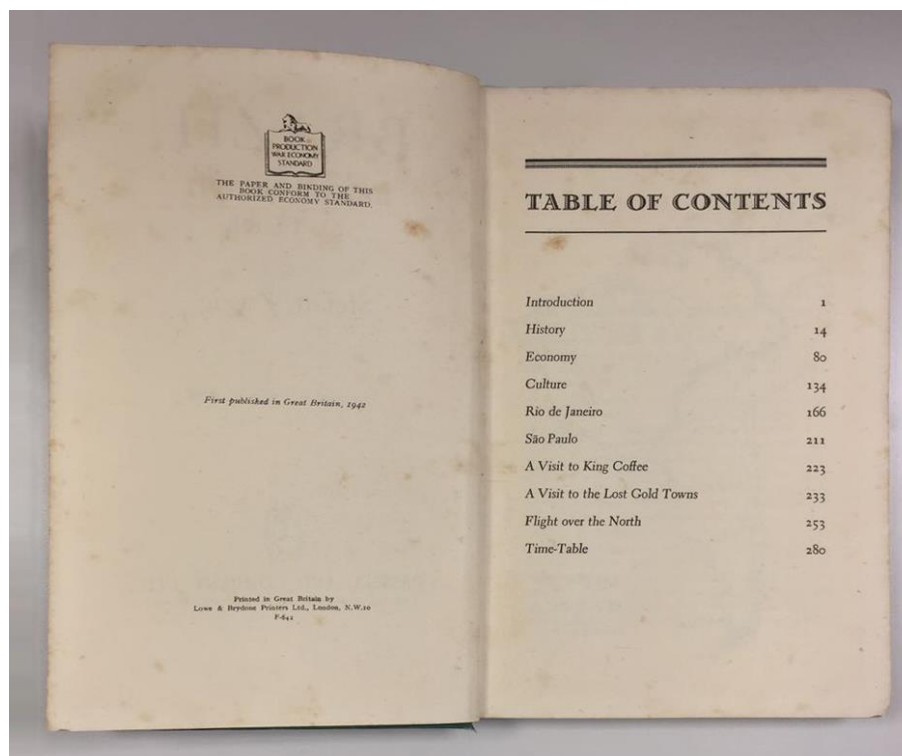 BOOK
PRODUCTION
WAR ECONOMY
STANDARD
THE PAPER AND BINDING OF THIS
BOOK CONFORM TO THE
AUTHORIZED ECONOMY STANDARD.
First published in Great Britain, 1942
Printed in Great Britain by
Lowe & Brydone Printers Ltd., London, N.W.10
F-642
TABLE OF CONTENTS
Introduction 1
History 14
Economy 80
Culture 134
Rio de Janeiro 166
São Paulo 211
A Visit to King Coffee 223
A Visit to the Lost Gold Towns 233
Flight over the North 253
Time-Table 280